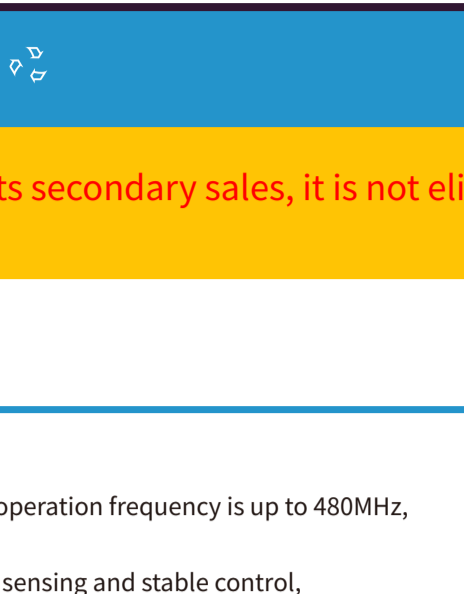 ts secondary sales, it is not eli
operation frequency is up to 480MHz,
sensing and stable control,